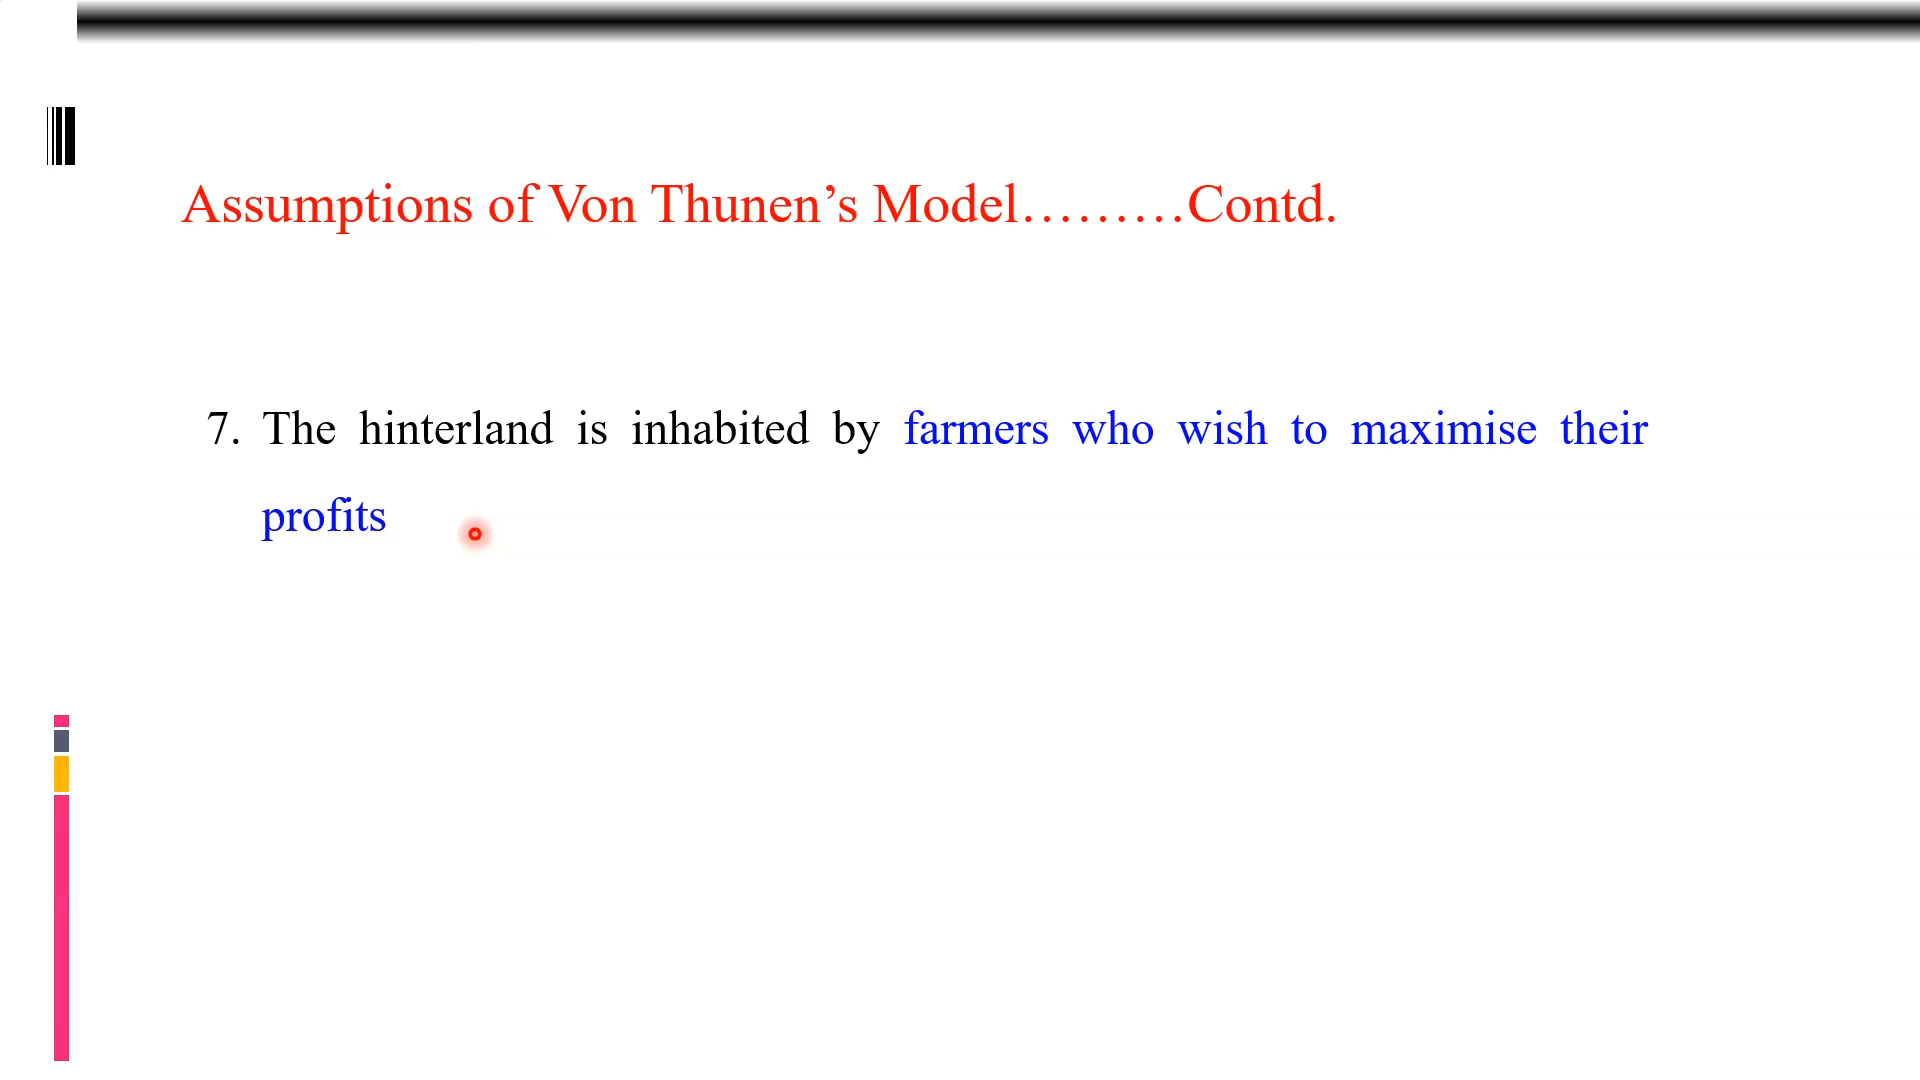 Assumptions of Von Thunen’s Model………Contd.
7. The hinterland is inhabited by farmers who wish to maximise their
profits